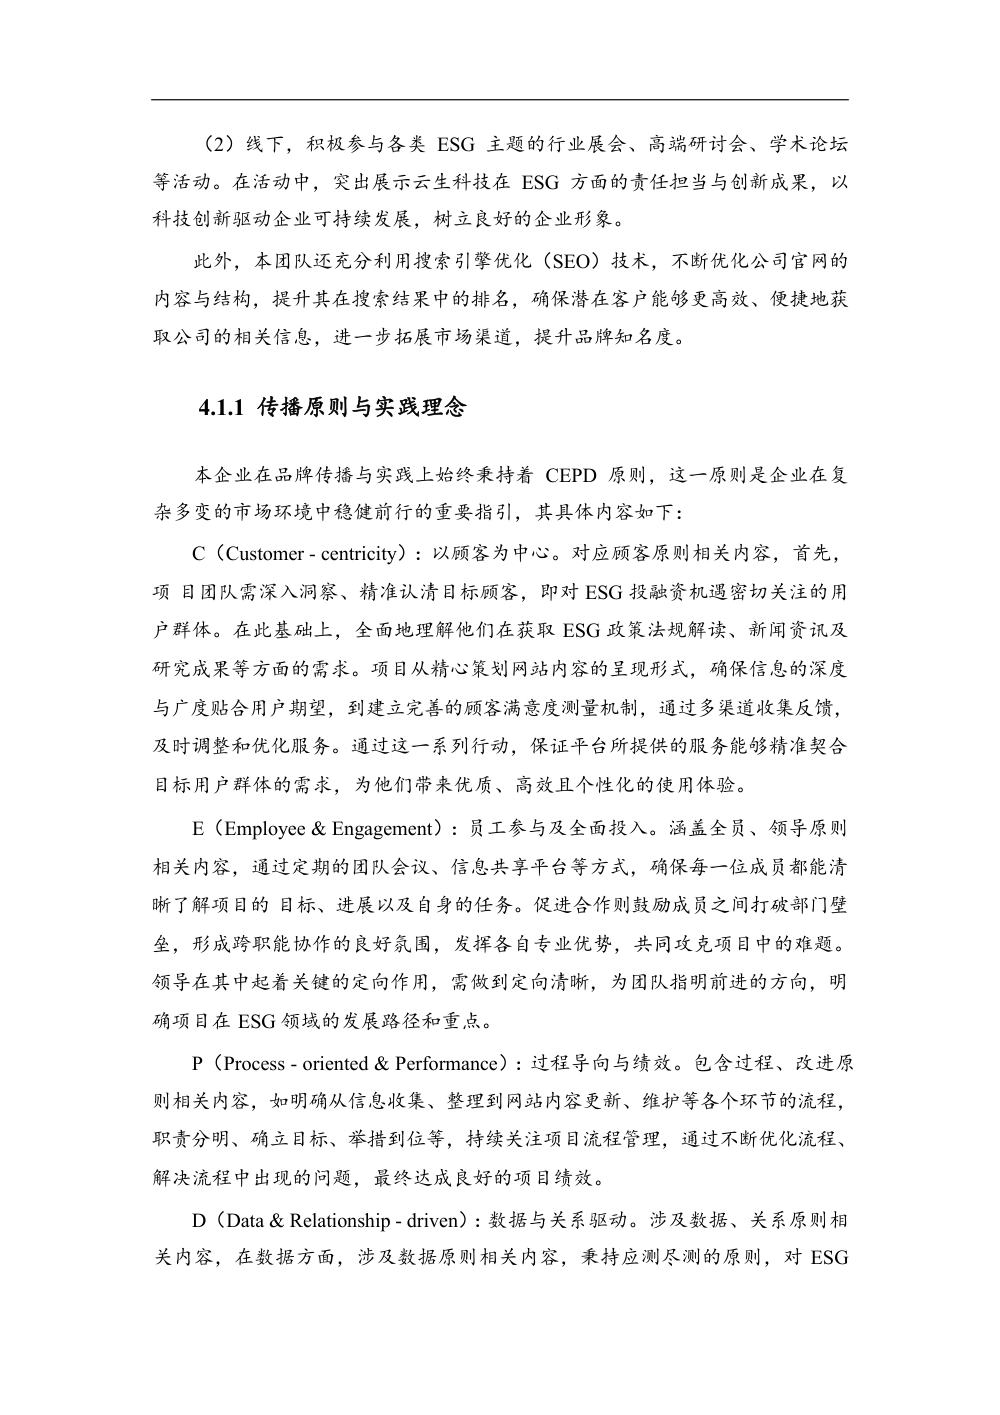 （2）线下，积极参与各类 ESG 主题的行业展会、高端研讨会、学术论坛
等活动。在活动中，突出展示云生科技在 ESG 方面的责任担当与创新成果，以
科技创新驱动企业可持续发展，树立良好的企业形象。
此外，本团队还充分利用搜索引擎优化（SEO）技术，不断优化公司官网的
内容与结构，提升其在搜索结果中的排名，确保潜在客户能够更高效、便捷地获
取公司的相关信息，进一步拓展市场渠道，提升品牌知名度。
4.1.1 传播原则与实践理念
本企业在品牌传播与实践上始终秉持着 CEPD 原则，这一原则是企业在复
杂多变的市场环境中稳健前行的重要指引，其具体内容如下：
C（Customer - centricity）：以顾客为中心。对应顾客原则相关内容，首先，
项 目团队需深入洞察、精准认清目标顾客，即对 ESG 投融资机遇密切关注的用
户群体。在此基础上，全面地理解他们在获取 ESG 政策法规解读、新闻资讯及
研究成果等方面的需求。项目从精心策划网站内容的呈现形式，确保信息的深度
与广度贴合用户期望，到建立完善的顾客满意度测量机制，通过多渠道收集反馈，
及时调整和优化服务。通过这一系列行动，保证平台所提供的服务能够精准契合
目标用户群体的需求，为他们带来优质、高效且个性化的使用体验。
E（Employee & Engagement）：员工参与及全面投入。涵盖全员、领导原则
相关内容，通过定期的团队会议、信息共享平台等方式，确保每一位成员都能清
晰了解项目的 目标、进展以及自身的任务。促进合作则鼓励成员之间打破部门壁
垒，形成跨职能协作的良好氛围，发挥各自专业优势，共同攻克项目中的难题。
领导在其中起着关键的定向作用，需做到定向清晰，为团队指明前进的方向，明
确项目在 ESG 领域的发展路径和重点。
P（Process - oriented & Performance）：过程导向与绩效。包含过程、改进原
则相关内容，如明确从信息收集、整理到网站内容更新、维护等各个环节的流程，
职责分明、确立目标、举措到位等，持续关注项目流程管理，通过不断优化流程、
解决流程中出现的问题，最终达成良好的项目绩效。
D（Data & Relationship - driven）：数据与关系驱动。涉及数据、关系原则相
关内容，在数据方面，涉及数据原则相关内容，秉持应测尽测的原则，对 ESG